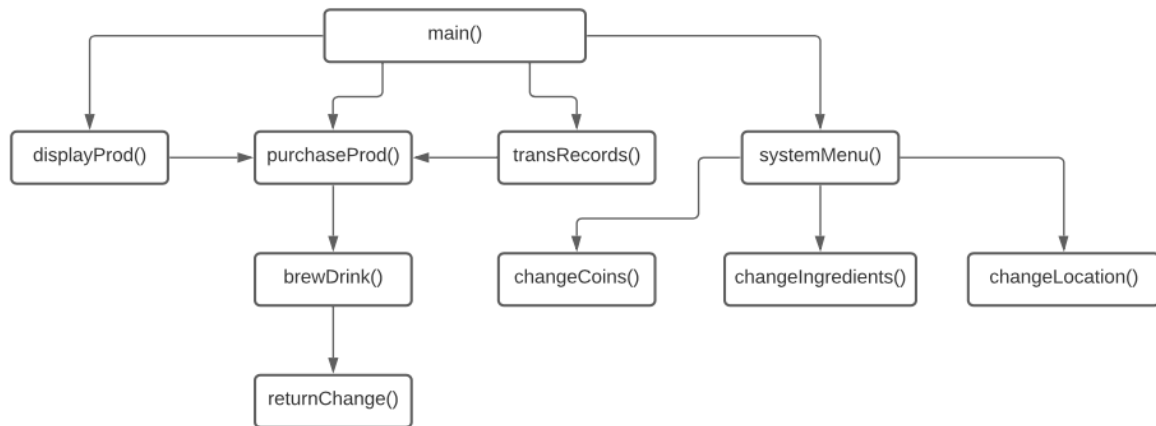 main()
displayProd()
purchaseProd()
transRecords()
systemMenu()
brewDrink()
changeCoins()
changeIngredients()
changeLocation()
returnChange()